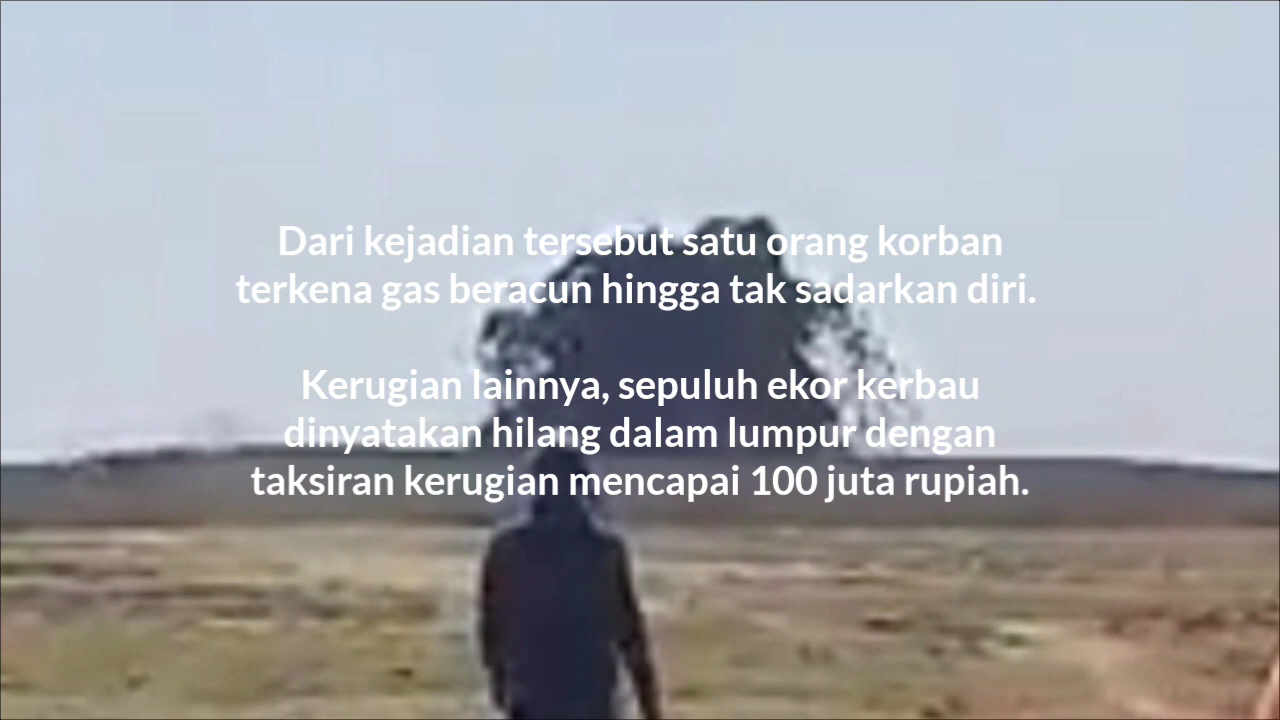 Dari kejadian tersebut satu orang korban
terkena gas beracun hingga tak sadarkan diri.
Kerugian lainnya, sepuluh ekor kerbau
dinyatakan hilang dalam lumpur dengan
taksiran kerugian mencapai 100 juta rupiah.